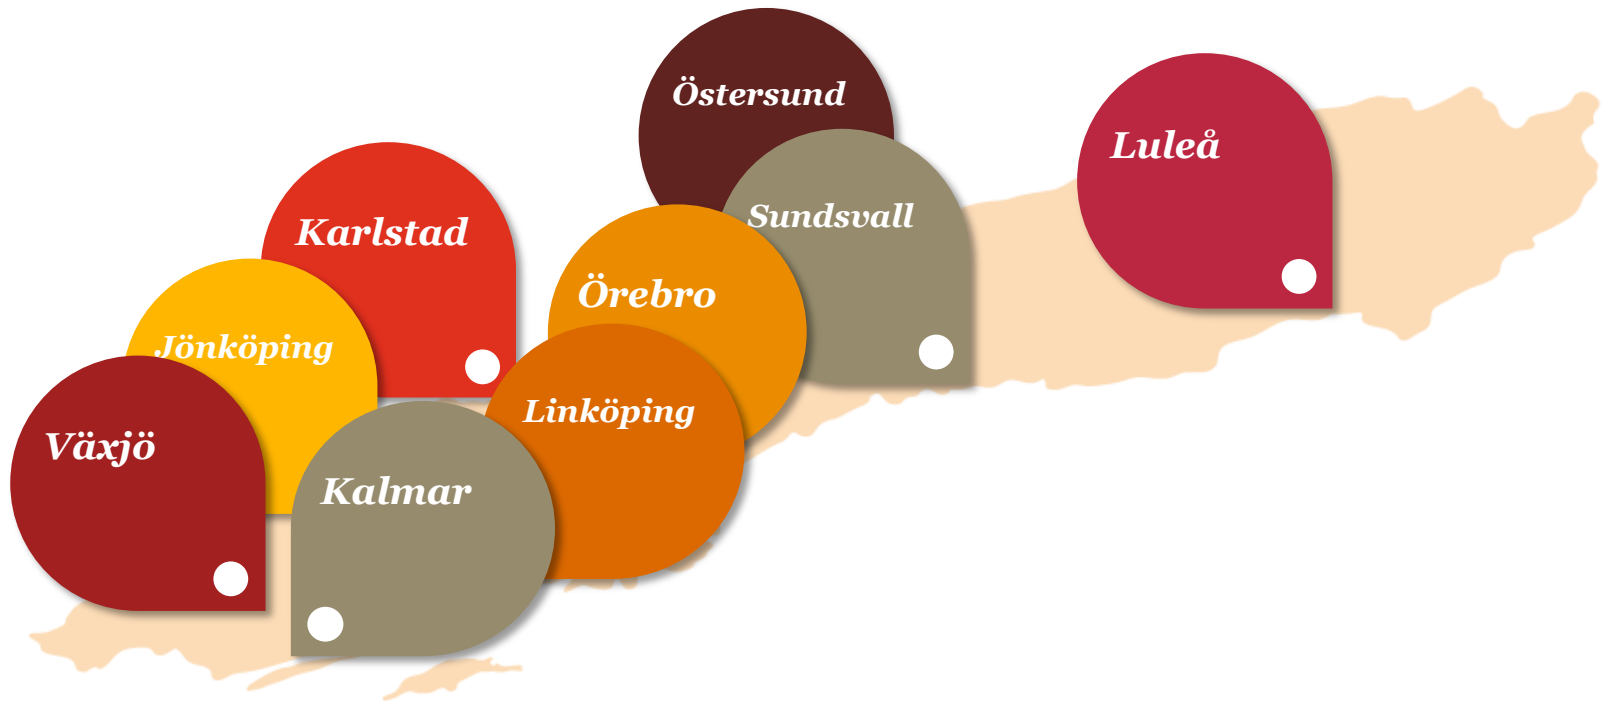 Östersund
Luleå
Sundsvall
Karlstad
Örebro
Jönköping
Linköping
Växjö
Kalmar